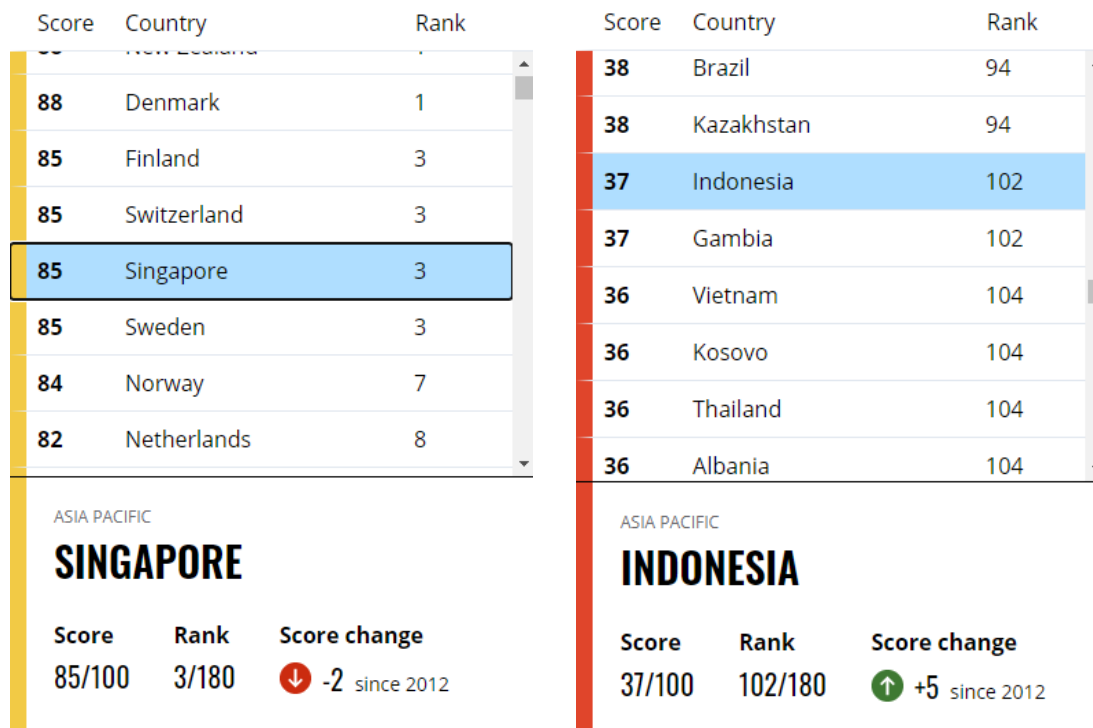 Score Country Rank
New Zealand
88 Denmark 1
85 Finland 3
85 Switzerland 3
85 Singapore 3
85 Sweden 3
84 Norway 7
82 Netherlands 8
ASIA PACIFIC
SINGAPORE
Score Rank Score change
85/100 3/180 -2 since 2012
Score Country Rank
38 Brazil 94
38 Kazakhstan 94
37 Indonesia 102
37 Gambia 102
36 Vietnam 104
36 Kosovo 104
36 Thailand 104
36 Albania 104
ASIA PACIFIC
INDONESIA
Score Rank Score change
37/100 102/180 +5 since 2012